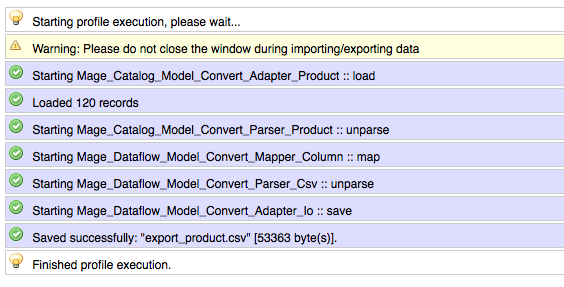 Starting profile execution, please wait...
Warning: Please do not close the window during importing/exporting data
Starting Mage_Catalog_Model_Convert_Adapter_Product :: load
Loaded 120 records
Starting Mage_Catalog_Model_Convert_Parser_Product :: unparse
Starting Mage_Dataflow_Model_Convert_Mapper_Column :: map
Starting Mage_Dataflow_Model_Convert_Parser_Csv :: unparse
Starting Mage_Dataflow_Model_Convert_Adapter_Io :: save
Saved successfully: "export_product.csv" [53363 byte(s)].
Finished profile execution.